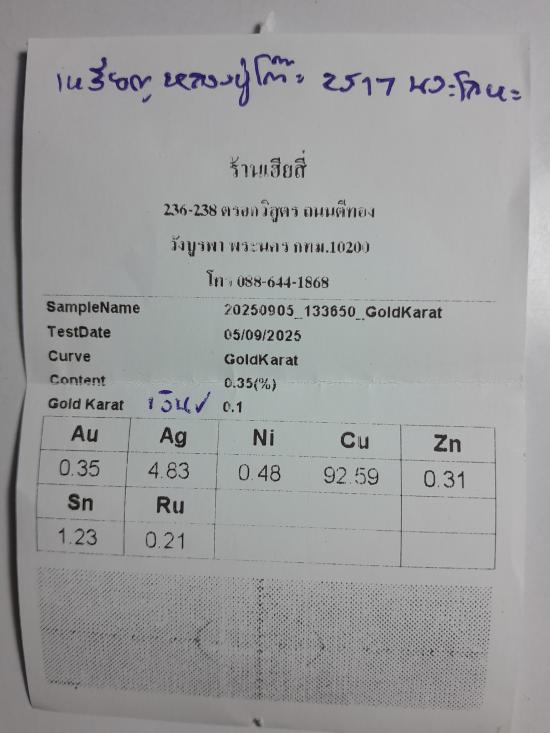 เหรียญ หลวงปู่โต๊ะ 2517 นวะโลหะ
ร้านเฮียสี่
236-238 ตรอกวิสูตร ถนนตีทอง
วังบูรพา พระนคร กทม.10200
โทร 088-644-1868
SampleName 20250905_133650_GoldKarat
TestDate 05/09/2025
Curve GoldKarat
Content 0.35(%)
Gold Karat 0.1
Au Ag Ni Cu Zn
0.35 4.83 0.48 92.59 0.31
Sn Ru
1.23 0.21